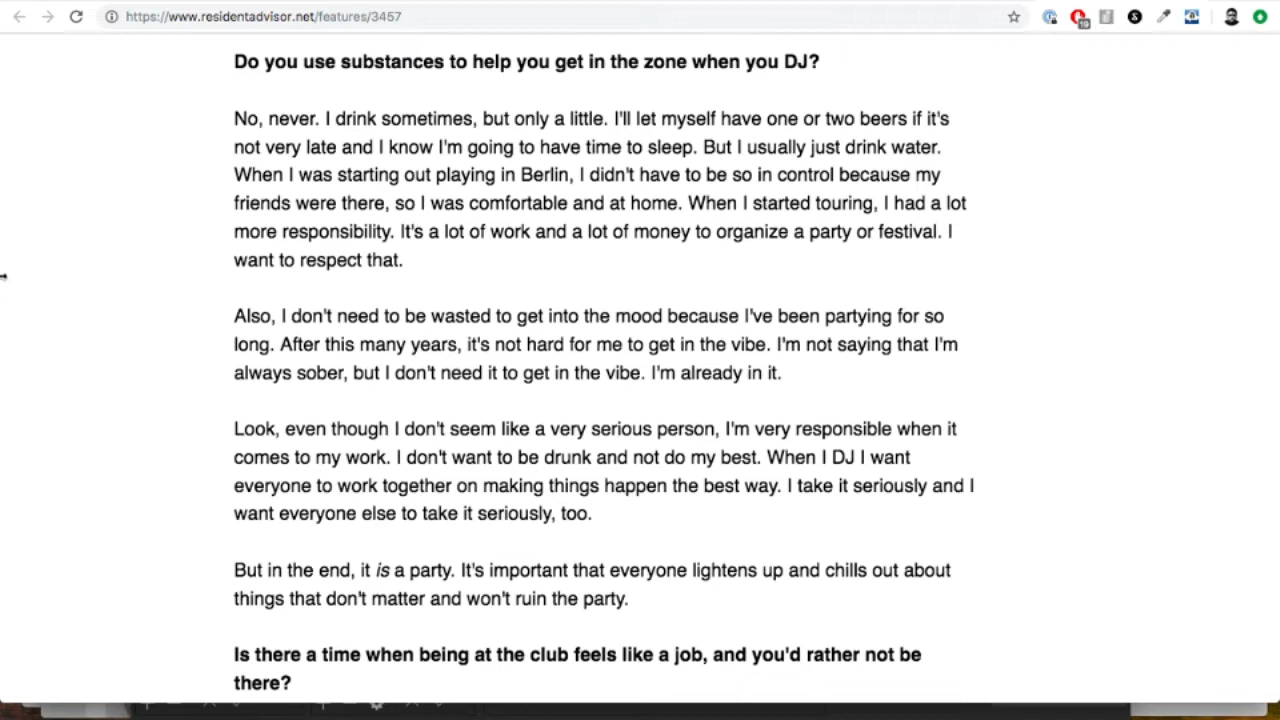 https://www.residentadvisor.net/features/3457
19
Do you use substances to help you get in the zone when you DJ?
No, never. I drink sometimes, but only a little. I'll let myself have one or two beers if it's
not very late and I know I'm going to have time to sleep. But I usually just drink water.
When I was starting out playing in Berlin, I didn't have to be so in control because my
friends were there, so I was comfortable and at home. When I started touring, I had a lot
more responsibility. It's a lot of work and a lot of money to organize a party or festival. I
want to respect that.
Also, I don't need to be wasted to get into the mood because I've been partying for so
long. After this many years, it's not hard for me to get in the vibe. I'm not saying that I'm
always sober, but I don't need it to get in the vibe. I'm already in it.
Look, even though I don't seem like a very serious person, I'm very responsible when it
comes to my work. I don't want to be drunk and not do my best. When I DJ I want
everyone to work together on making things happen the best way. I take it seriously and I
want everyone else to take it seriously, too.
But in the end, it is a party. It's important that everyone lightens up and chills out about
things that don't matter and won't ruin the party.
Is there a time when being at the club feels like a job, and you'd rather not be
there?